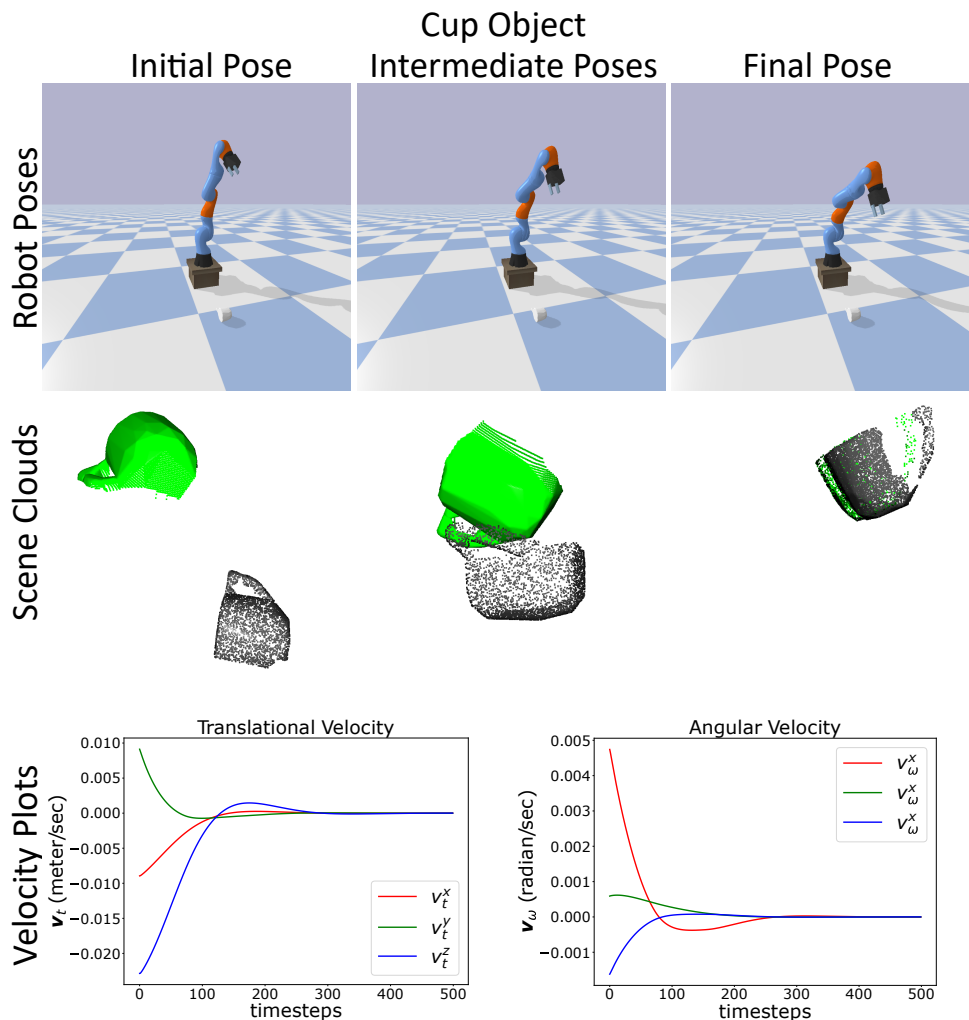 Cup Object
Initial Pose
Intermediate Poses
Final Pose
Robot Poses
Scene Clouds
Velocity Plots
Translational Velocity
0.010
0.005
0.000
−0.005
−0.010
−0.015
−0.020
v_t (meter/sec)
v_t^x
v_t^y
v_t^z
0 100 200 300 400 500
timesteps
Angular Velocity
0.005
0.004
0.003
0.002
0.001
0.000
−0.001
v_ω (radian/sec)
v_ω^x
v_ω^x
v_ω^x
0 100 200 300 400 500
timesteps